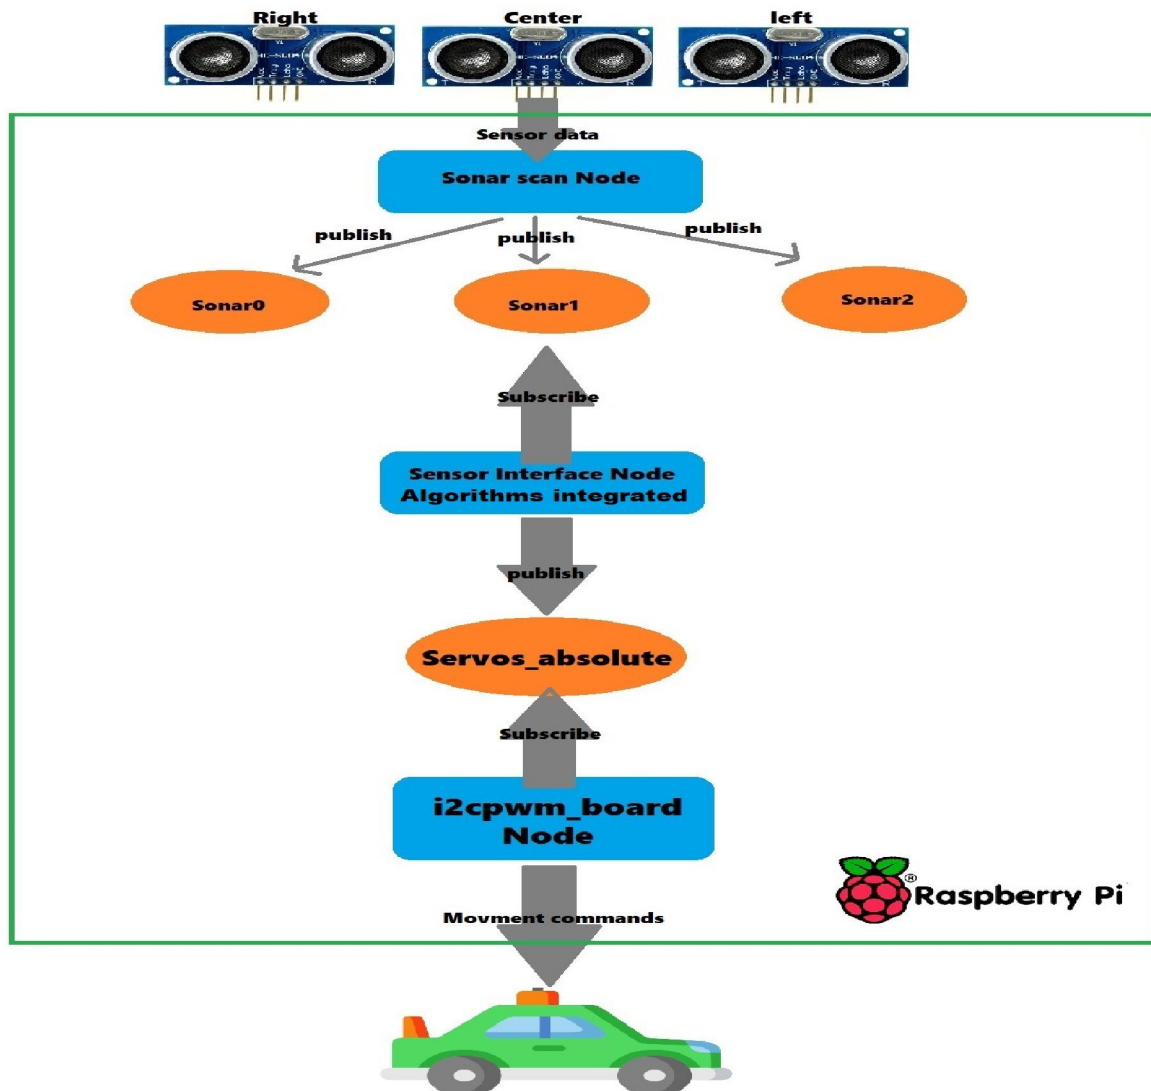 Right
Center
left
Sensor data
Sonar scan Node
publish
publish
publish
Sonar0
Sonar1
Sonar2
Subscribe
Sensor Interface Node
Algorithms integrated
publish
Servos_absolute
Subscribe
i2cpwm_board
Node
Movment commands
Raspberry Pi
®